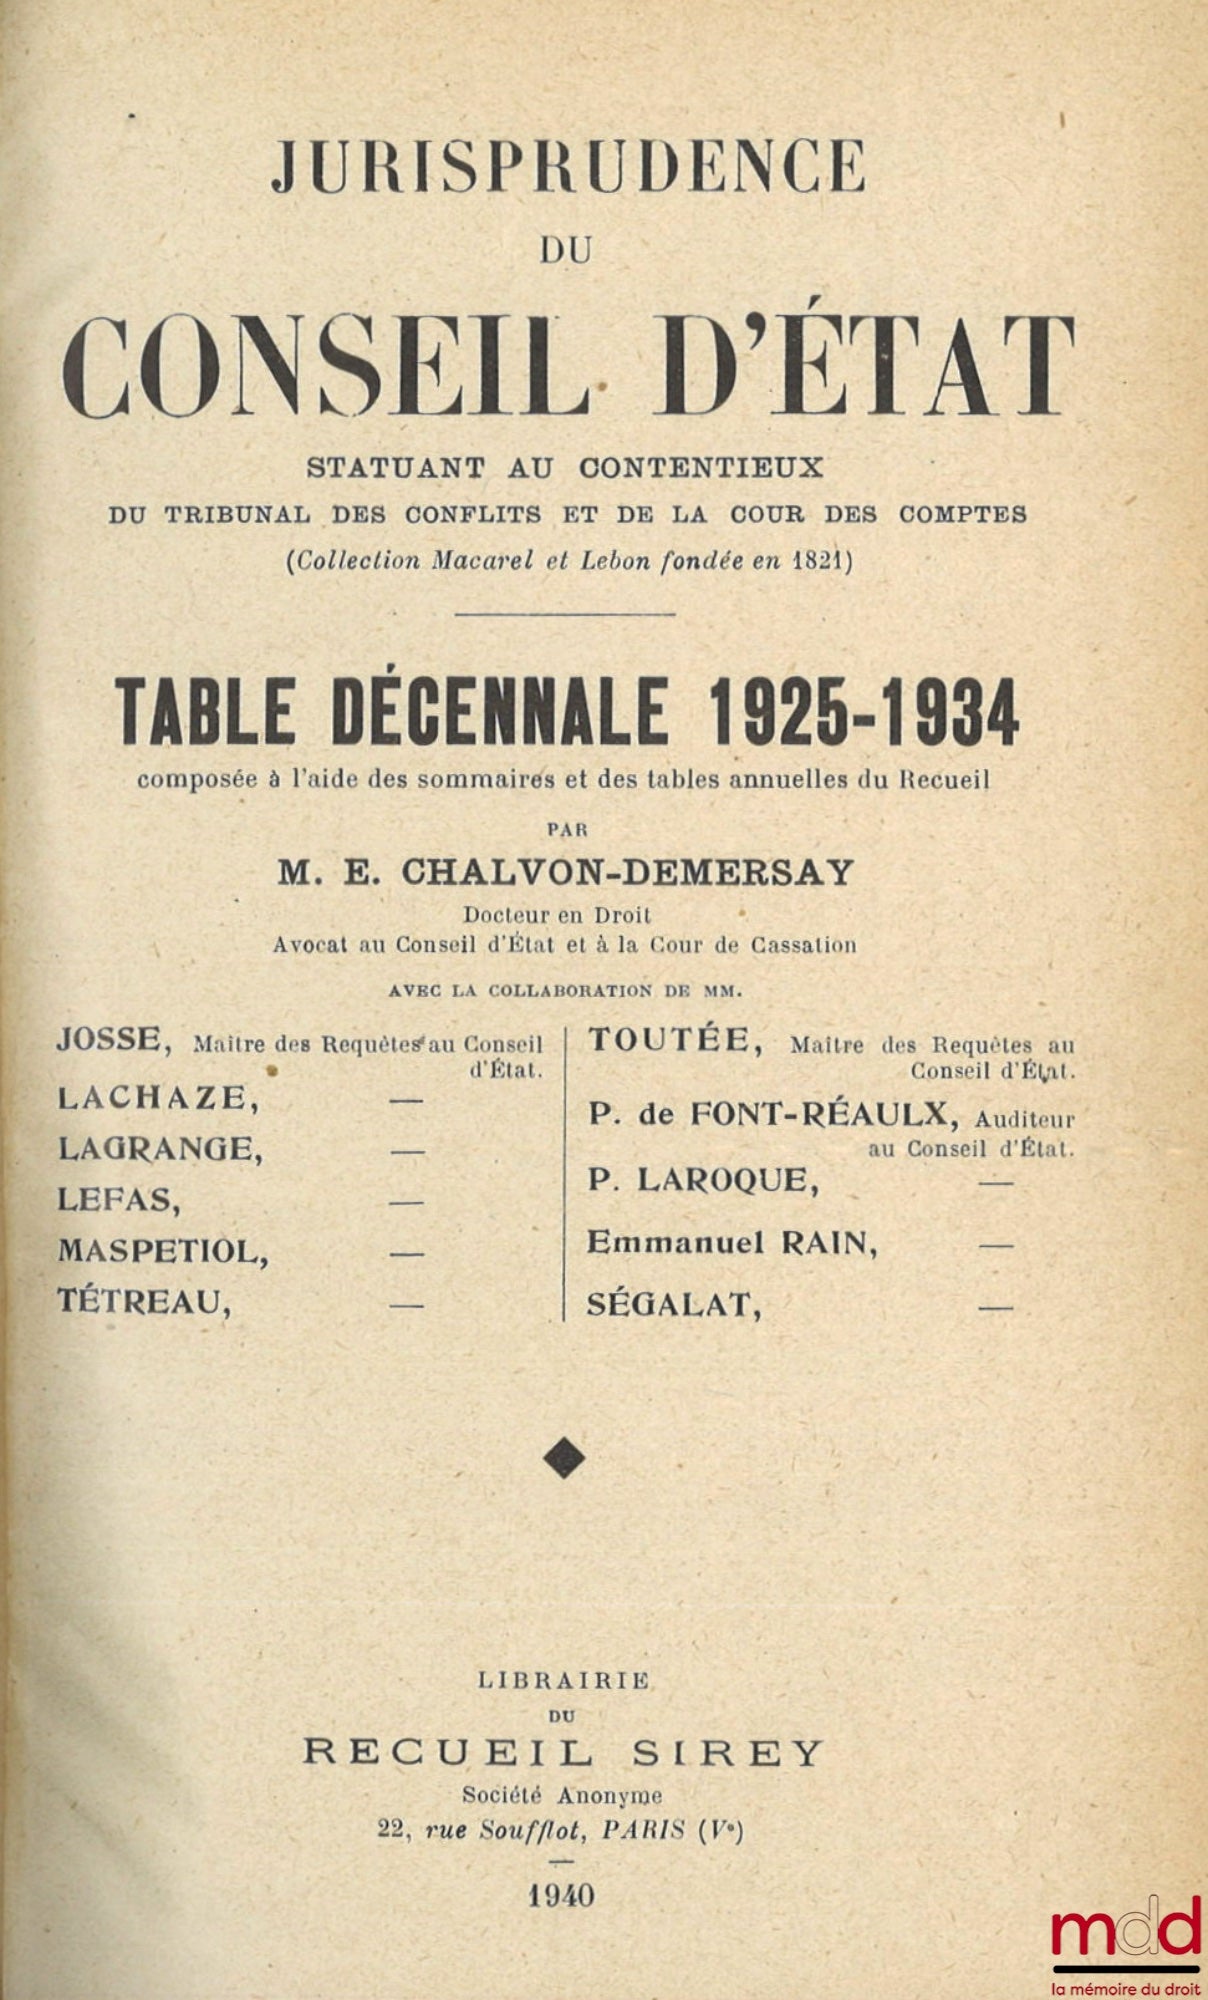 JURISPRUDENCE
DU
CONSEIL D'ÉTAT
STATUANT AU CONTENTIEUX
DU TRIBUNAL DES CONFLITS ET DE LA COUR DES COMPTES
(Collection Macarel et Lebon fondée en 1821)
TABLE DÉCENNALE 1925-1934
composée à l'aide des sommaires et des tables annuelles du Recueil
PAR
M. E. CHALVON-DEMERSAY
Docteur en Droit
Avocat au Conseil d'État et à la Cour de Cassation
AVEC LA COLLABORATION DE MM.
JOSSE, Maître des Requêtes au Conseil
d'État.
LACHAZE, —
LAGRANGE, —
LEFAS, —
MASPETIOL, —
TÉTREAU, —
TOUTÉE, Maître des Requêtes au
Conseil d'État.
P. de FONT-RÉAULX, Auditeur
au Conseil d'État.
P. LAROQUE, —
Emmanuel RAIN, —
SÉGALAT, —
LIBRAIRIE
DU
RECUEIL SIREY
Société Anonyme
22, rue Soufflot, PARIS (Ve)
1940
mdd
la mémoire du droit